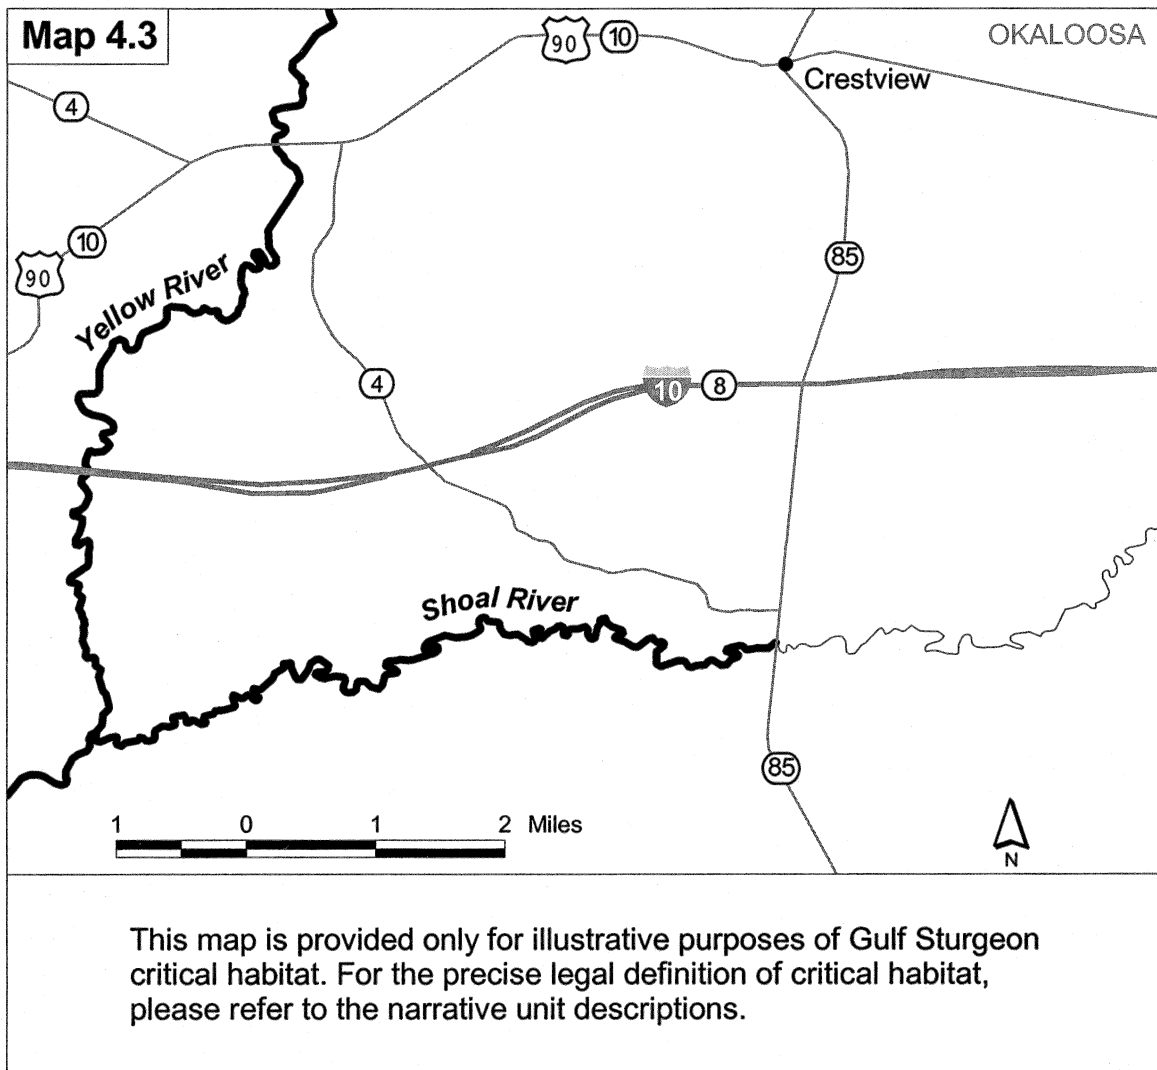 Map 4.3
90
10
OKALOOSA
Crestview
4
10
90
85
Yellow River
4
10
8
Shoal River
85
1 0 1 2 Miles
N
This map is provided only for illustrative purposes of Gulf Sturgeon
critical habitat. For the precise legal definition of critical habitat,
please refer to the narrative unit descriptions.